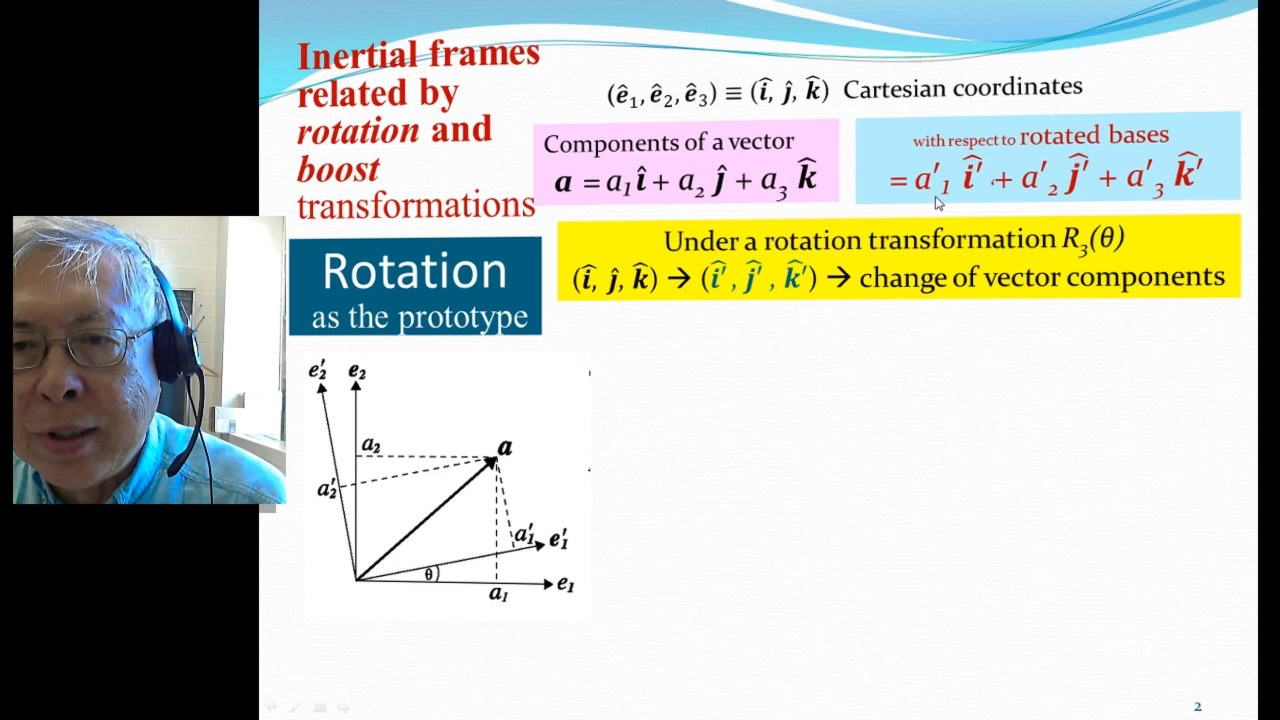 Inertial frames
related by
rotation and
boost
transformations
Rotation
as the prototype
(ê₁, ê₂, ê₃) ≡ (î, ĵ, k̂) Cartesian coordinates
Components of a vector
a = a₁ î + a₂ ĵ + a₃ k̂
with respect to rotated bases
= a′₁ î′ + a′₂ ĵ′ + a′₃ k̂′
Under a rotation transformation R₃(θ)
(î, ĵ, k̂) → (î′, ĵ′, k̂′) → change of vector components
e′₂ e₂
a₂ a
a′₂
a′₁ e′₁
θ
e₁
a₁
2